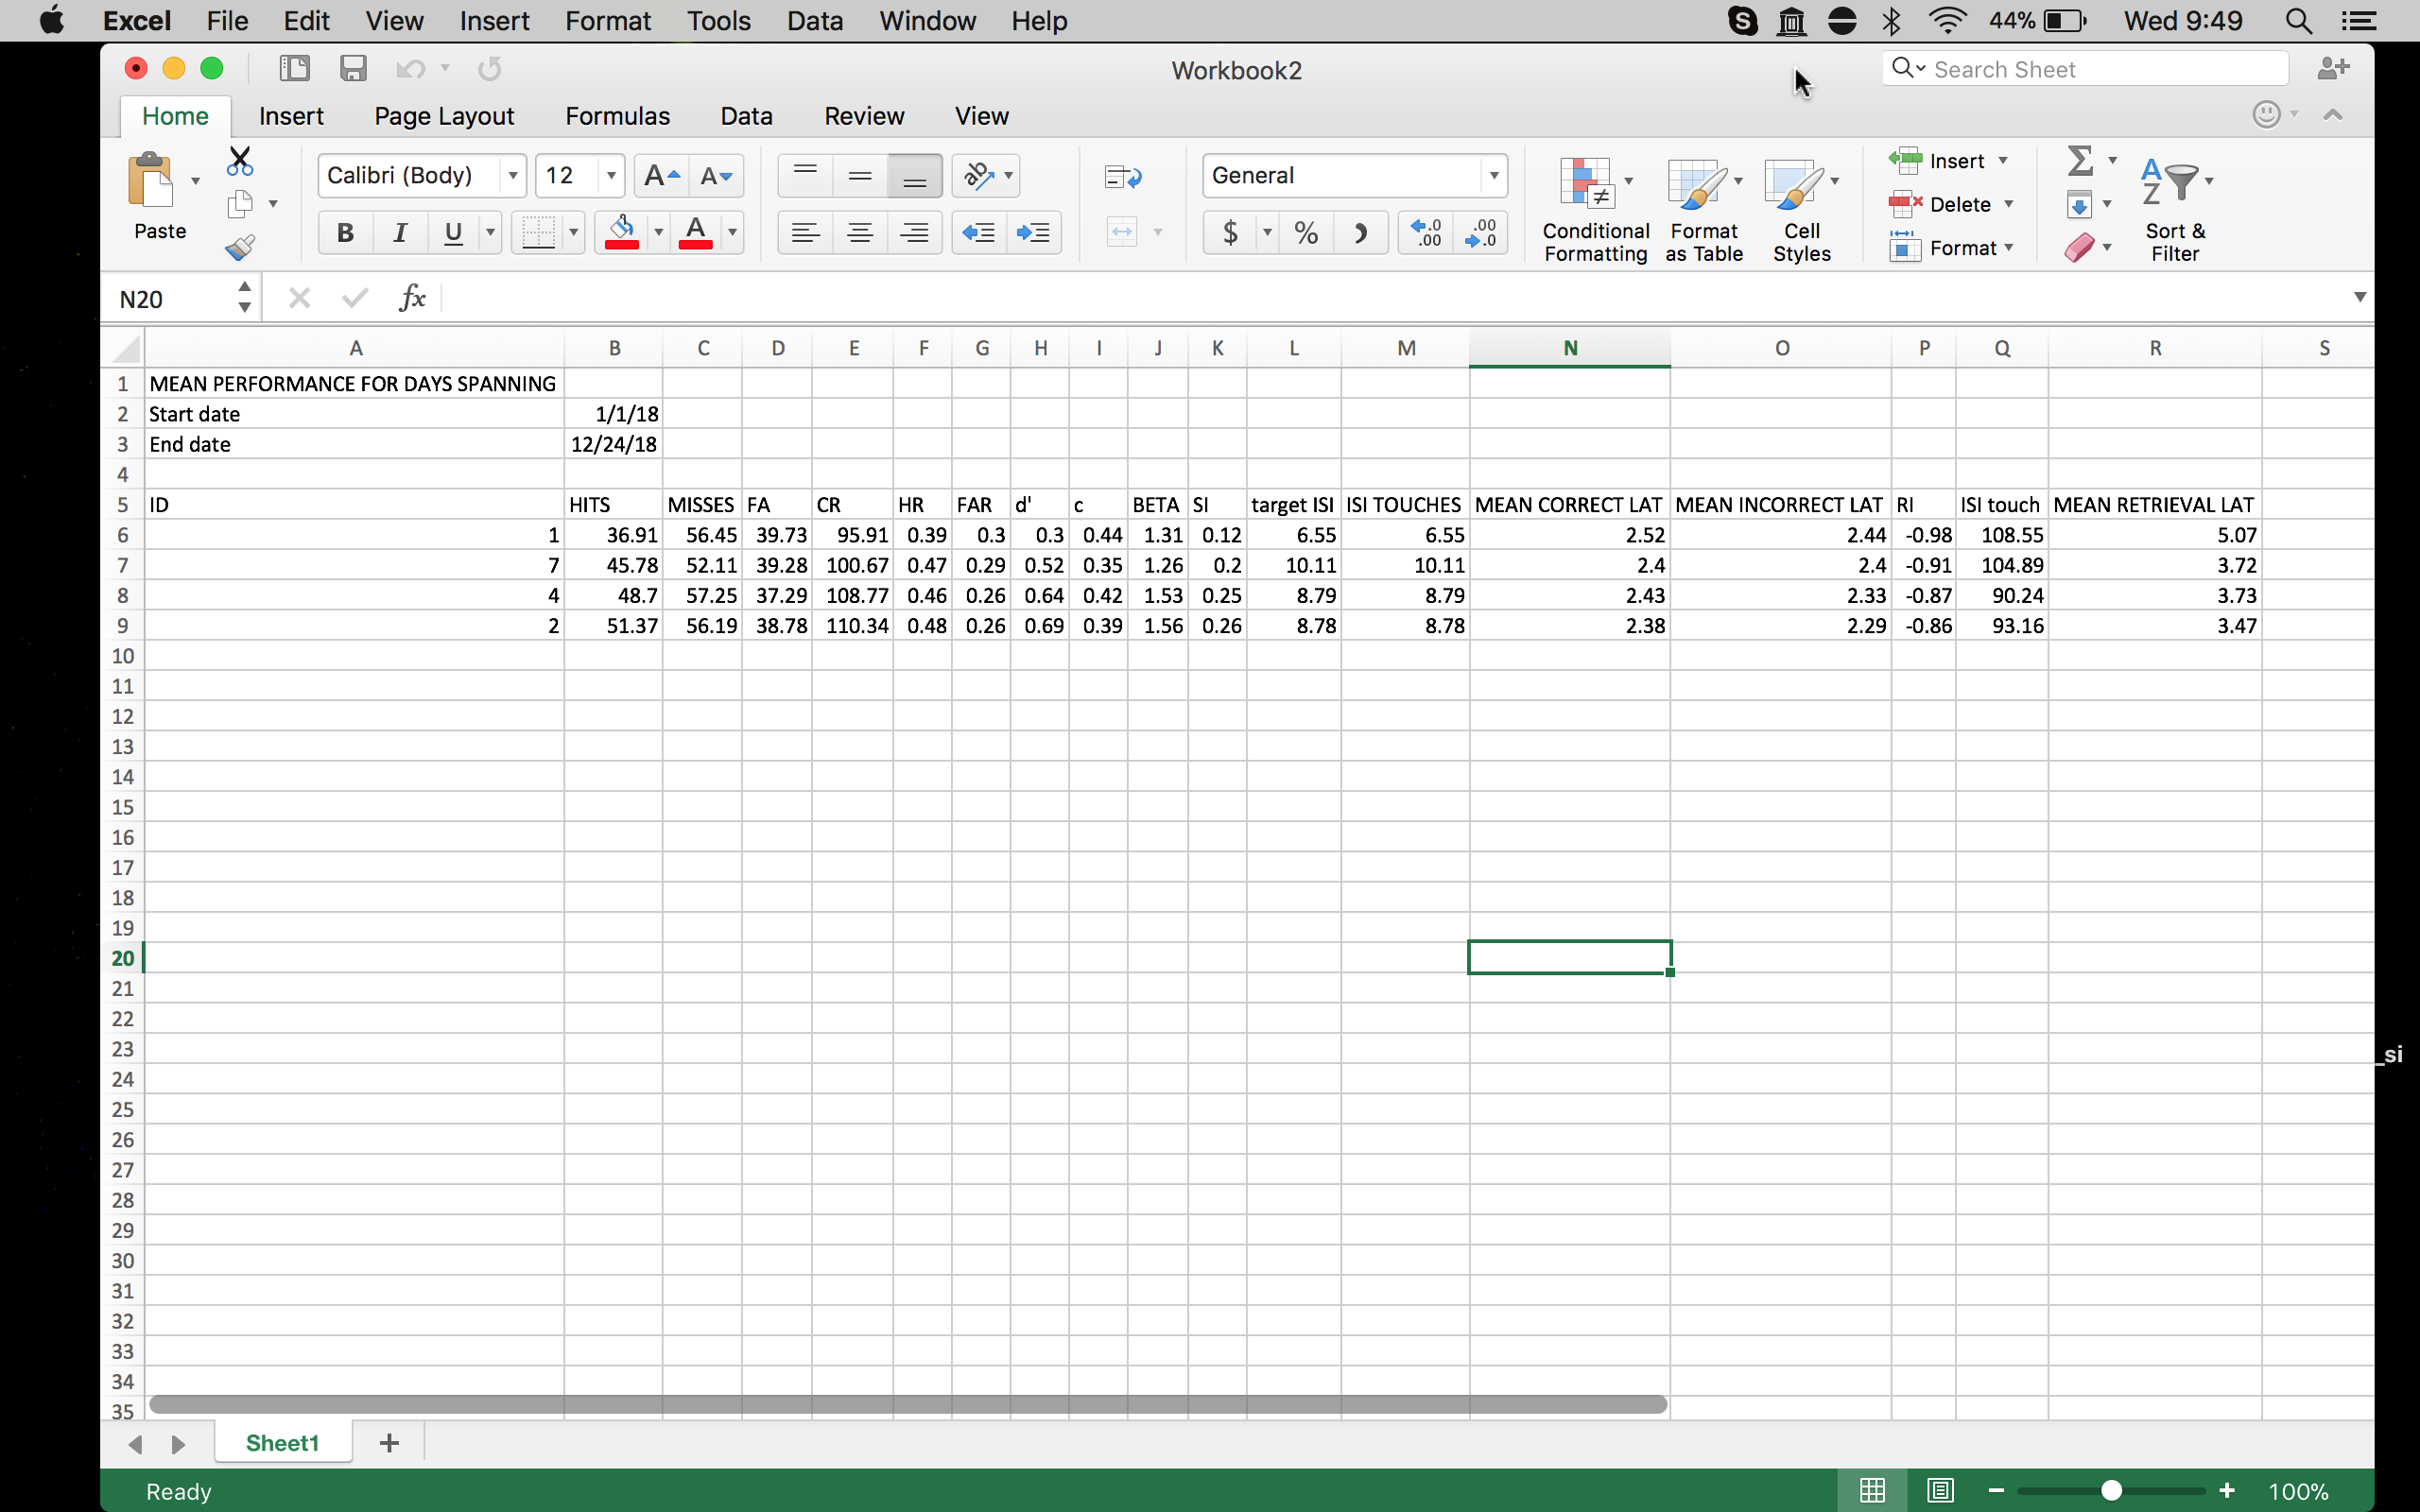 Excel File Edit View Insert Format Tools Data Window Help 44% Wed 9:49
Workbook2 Search Sheet
Home Insert Page Layout Formulas Data Review View
Paste Calibri (Body) 12 A A ab General Insert
Delete
B I U A $ % .0 .00 .00 .0 Conditional Formatting Format as Table Cell Styles Format Sort & Filter
N20 fx
A B C D E F G H I J K L M N O P Q R S
1 MEAN PERFORMANCE FOR DAYS SPANNING
2 Start date 1/1/18
3 End date 12/24/18
4
5 ID HITS MISSES FA CR HR FAR d' c BETA SI target ISI ISI TOUCHES MEAN CORRECT LAT MEAN INCORRECT LAT RI ISI touch MEAN RETRIEVAL LAT
6 1 36.91 56.45 39.73 95.91 0.39 0.3 0.3 0.44 1.31 0.12 6.55 6.55 2.52 2.44 -0.98 108.55 5.07
7 7 45.78 52.11 39.28 100.67 0.47 0.29 0.52 0.35 1.26 0.2 10.11 10.11 2.4 2.4 -0.91 104.89 3.72
8 4 48.7 57.25 37.29 108.77 0.46 0.26 0.64 0.42 1.53 0.25 8.79 8.79 2.43 2.33 -0.87 90.24 3.73
9 2 51.37 56.19 38.78 110.34 0.48 0.26 0.69 0.39 1.56 0.26 8.78 8.78 2.38 2.29 -0.86 93.16 3.47
10
11
12
13
14
15
16
17
18
19
20
21
22
23
_si
24
25
26
27
28
29
30
31
32
33
34
35
Sheet1 +
Ready 100%